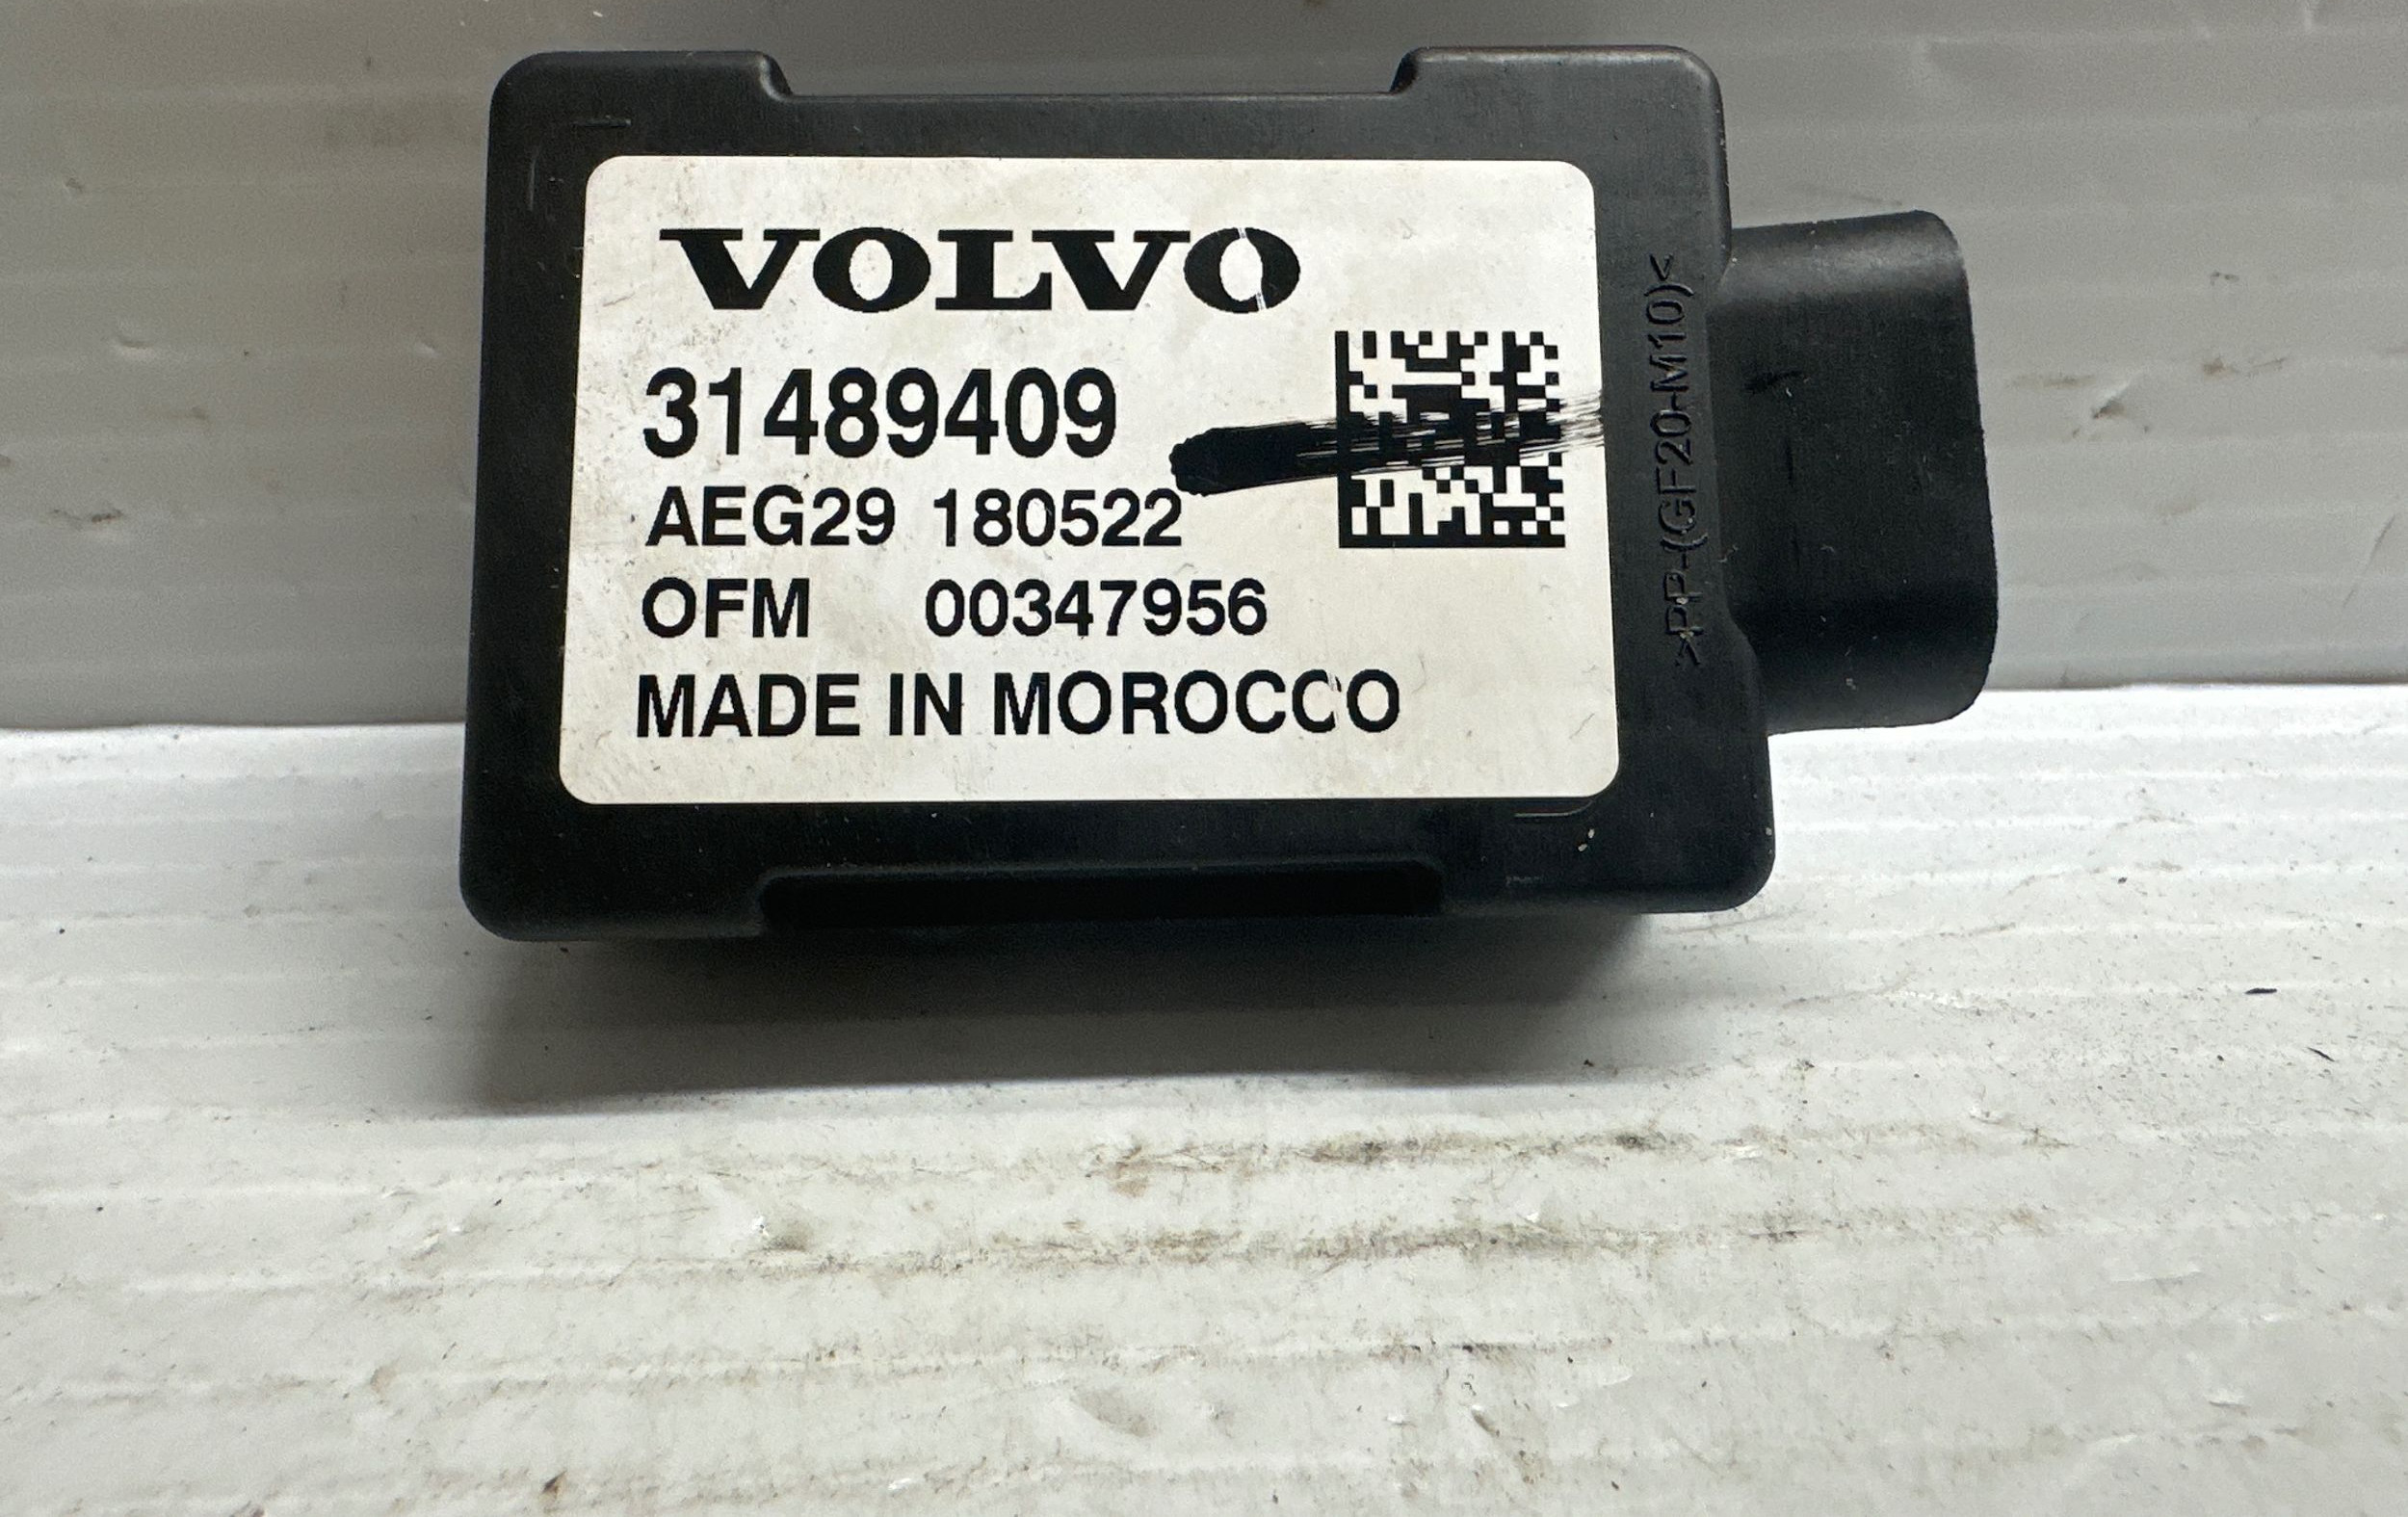 VOLVO
31489409
AEG29 180522
OFM 00347956
MADE IN MOROCCO
>PP-(GF20-M10)<